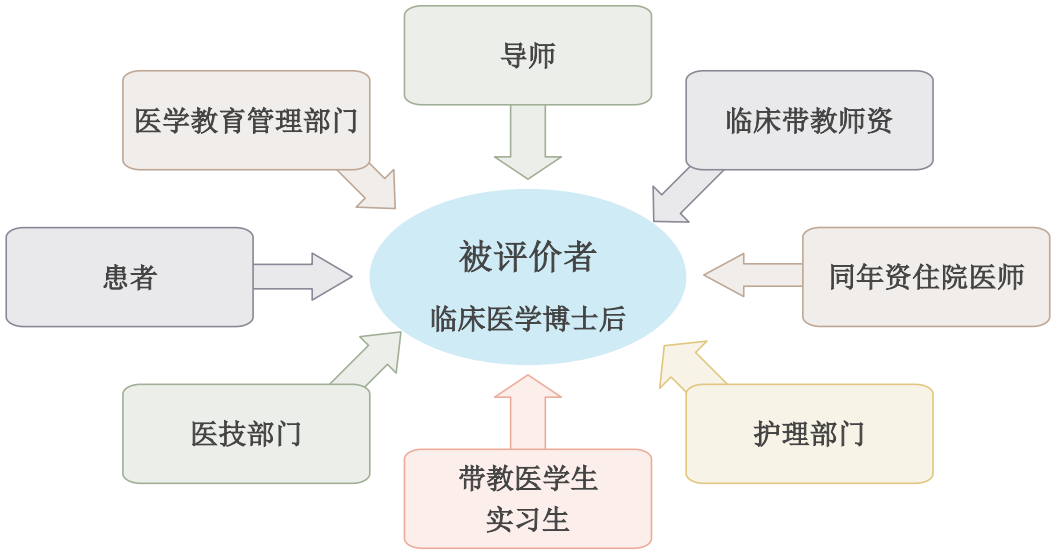 导师
医学教育管理部门
临床带教师资
被评价者
临床医学博士后
患者
同年资住院医师
医技部门
护理部门
带教医学生
实习生